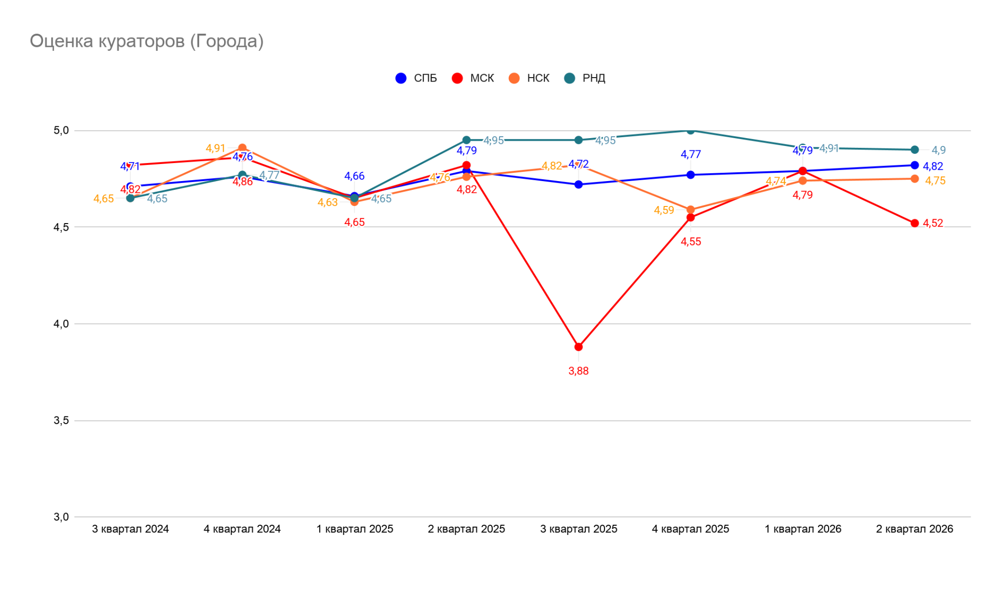 Оценка кураторов (Города)
СПБ МСК НСК РНД
5,0
4,91 4,76 4,95 4,79 4,95 4,77 4,79 4,91 4,9
4,71 4,77 4,66 4,76 4,82 4,72 4,82
4,82 4,86 4,82 4,74 4,79 4,75
4,65 4,65 4,63 4,65 4,59
4,65 4,52
4,5
4,55
4,0
3,88
3,5
3,0
3 квартал 2024 4 квартал 2024 1 квартал 2025 2 квартал 2025 3 квартал 2025 4 квартал 2025 1 квартал 2026 2 квартал 2026